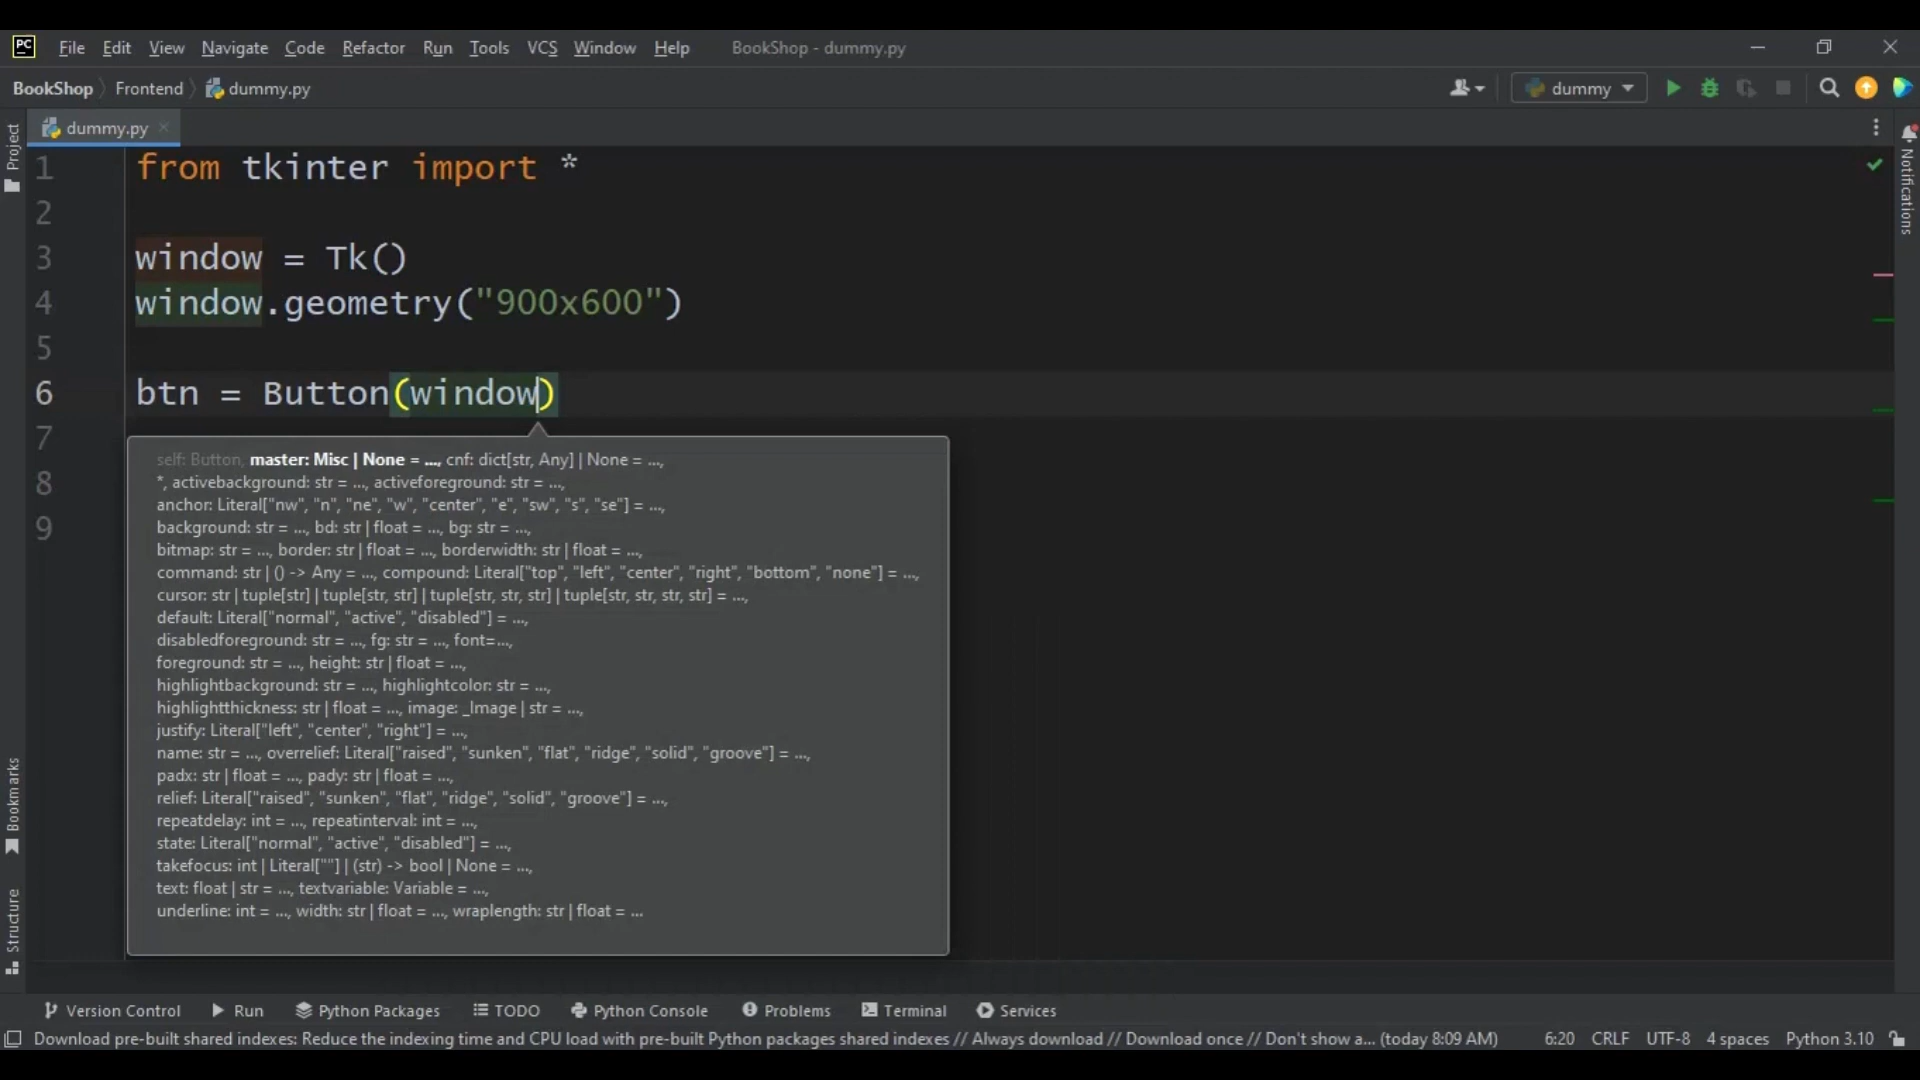 PC File Edit View Navigate Code Refactor Run Tools VCS Window Help BookShop - dummy.py
BookShop Frontend dummy.py dummy
dummy.py
Project
Notifications
1 from tkinter import *
2
3 window = Tk()
4 window.geometry("900x600")
5
6 btn = Button(window)
7
8
9
self: Button, master: Misc | None = ..., cnf: dict[str, Any] | None = ...,
*, activebackground: str = ..., activeforeground: str = ...,
anchor: Literal["nw", "n", "ne", "w", "center", "e", "sw", "s", "se"] = ...,
background: str = ..., bd: str | float = ..., bg: str = ...,
bitmap: str = ..., border: str | float = ..., borderwidth: str | float = ...,
command: str | () -> Any = ..., compound: Literal["top", "left", "center", "right", "bottom", "none"] = ...,
cursor: str | tuple[str] | tuple[str, str] | tuple[str, str, str] | tuple[str, str, str, str] = ...,
default: Literal["normal", "active", "disabled"] = ...,
disabledforeground: str = ..., fg: str = ..., font=...,
foreground: str = ..., height: str | float = ...,
highlightbackground: str = ..., highlightcolor: str = ...,
highlightthickness: str | float = ..., image: _Image | str = ...,
justify: Literal["left", "center", "right"] = ...,
name: str = ..., overrelief: Literal["raised", "sunken", "flat", "ridge", "solid", "groove"] = ...,
padx: str | float = ..., pady: str | float = ...,
relief: Literal["raised", "sunken", "flat", "ridge", "solid", "groove"] = ...,
repeatdelay: int = ..., repeatinterval: int = ...,
state: Literal["normal", "active", "disabled"] = ...,
takefocus: int | Literal[""] | (str) -> bool | None = ...,
text: float | str = ..., textvariable: Variable = ...,
underline: int = ..., width: str | float = ..., wraplength: str | float = ...
Bookmarks
Structure
Version Control Run Python Packages TODO Python Console Problems Terminal Services
Download pre-built shared indexes: Reduce the indexing time and CPU load with pre-built Python packages shared indexes // Always download // Download once // Don't show a... (today 8:09 AM) 6:20 CRLF UTF-8 4 spaces Python 3.10